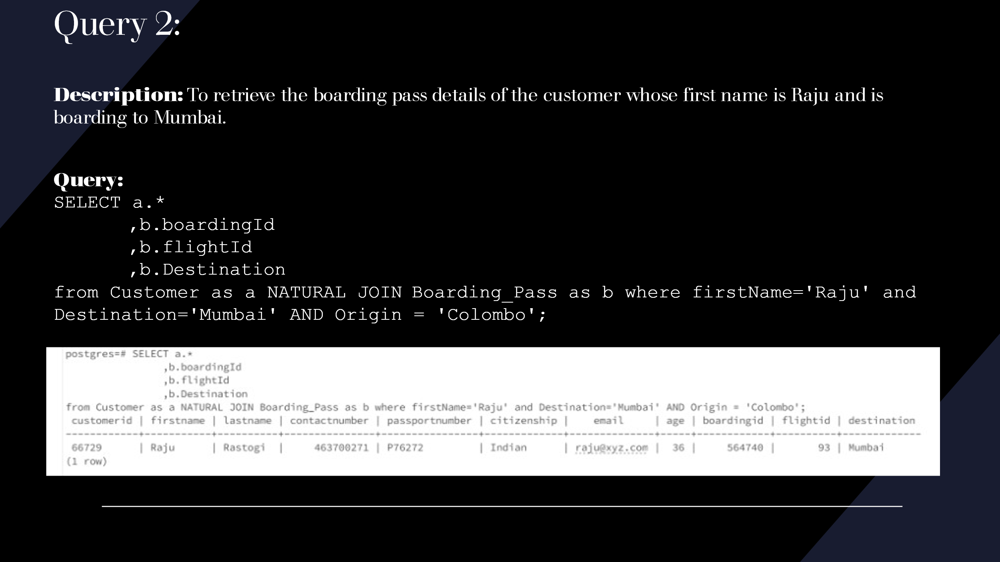 Query 2:
Description: To retrieve the boarding pass details of the customer whose first name is Raju and is
boarding to Mumbai.
Query:
SELECT a.*
,b.boardingId
,b.flightId
,b.Destination
from Customer as a NATURAL JOIN Boarding_Pass as b where firstName='Raju' and
Destination='Mumbai' AND Origin = 'Colombo';
postgres=# SELECT a.*
,b.boardingId
,b.flightId
,b.Destination
from Customer as a NATURAL JOIN Boarding_Pass as b where firstName='Raju' and Destination='Mumbai' AND Origin = 'Colombo';
customerid | firstname | lastname | contactnumber | passportnumber | citizenship | email | age | boardingid | flightid | destination
------------+-----------+----------+---------------+----------------+-------------+--------------+-----+------------+----------+-------------
66729 | Raju | Rastogi | 463700271 | P76272 | Indian | raju@xyz.com | 36 | 564740 | 93 | Mumbai
(1 row)